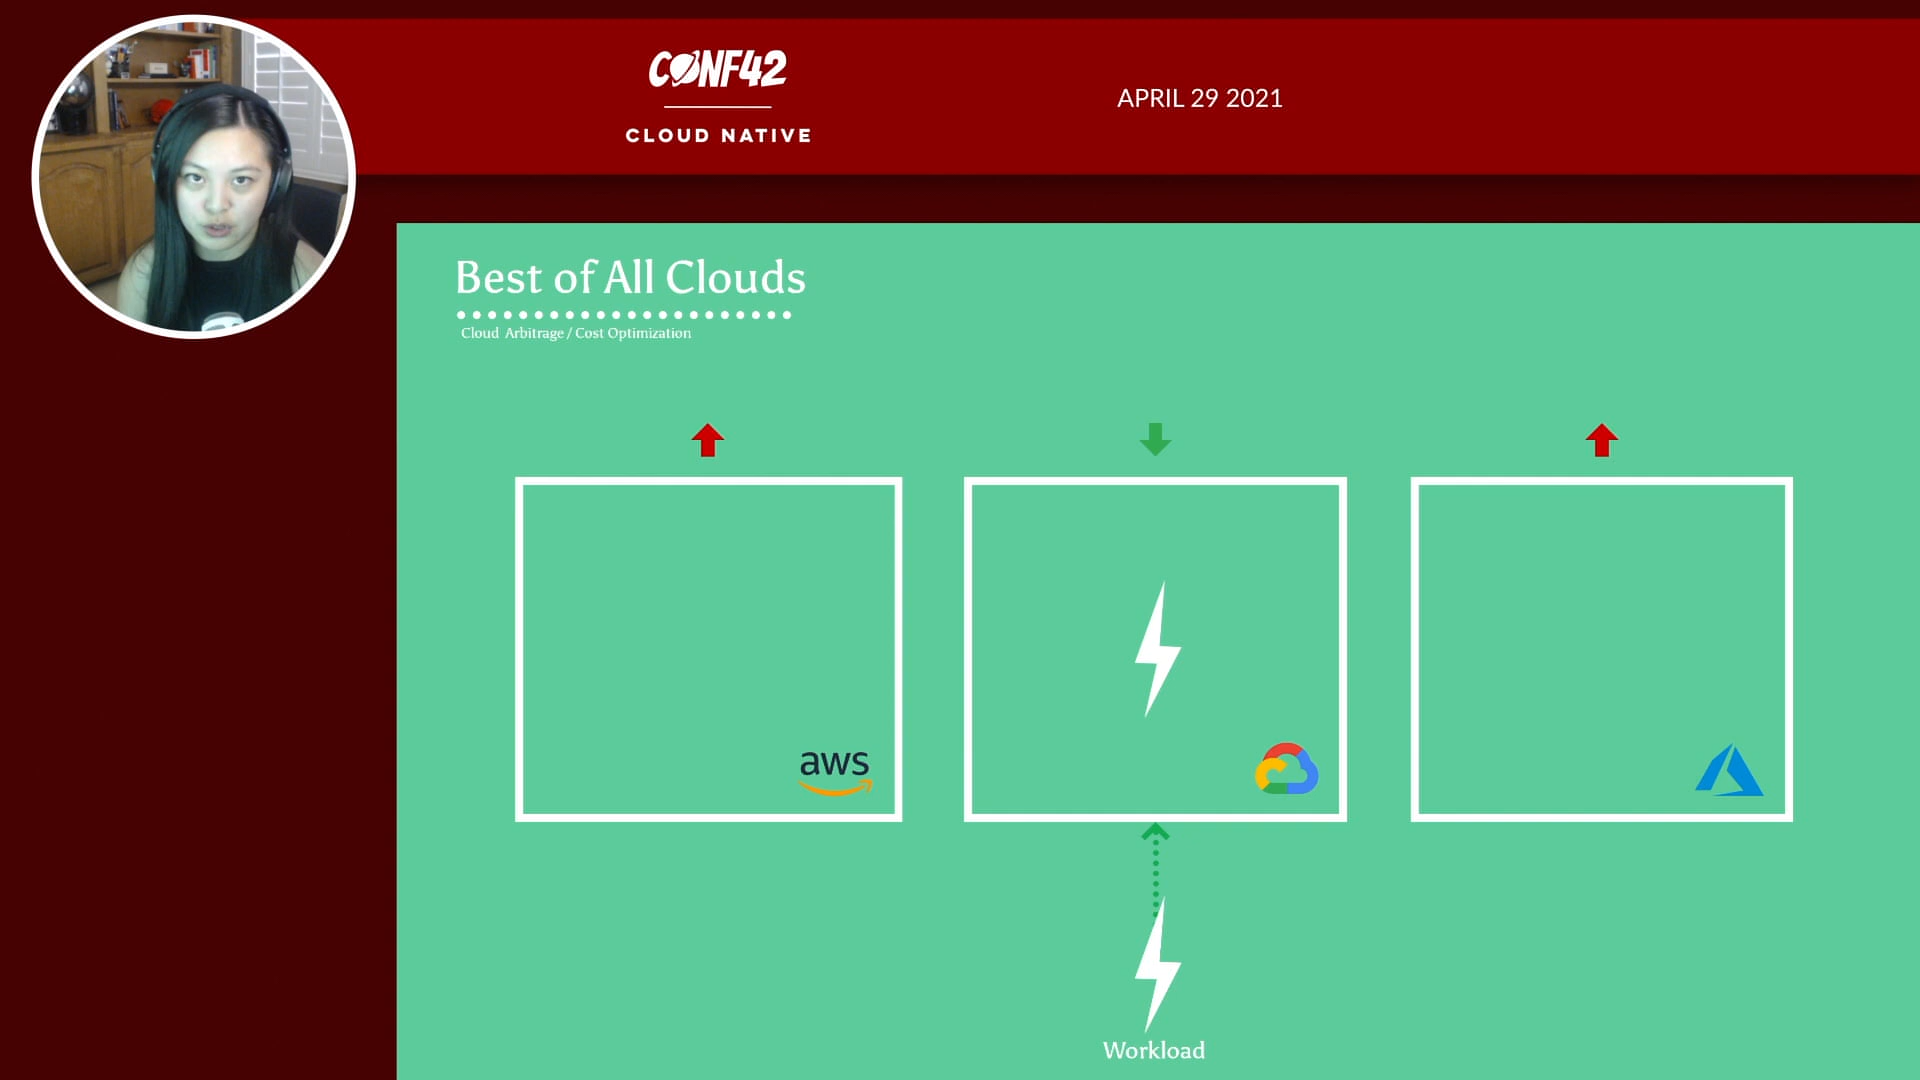 CONF42
CLOUD NATIVE
APRIL 29 2021
Best of All Clouds
Cloud Arbitrage / Cost Optimization
aws
Workload